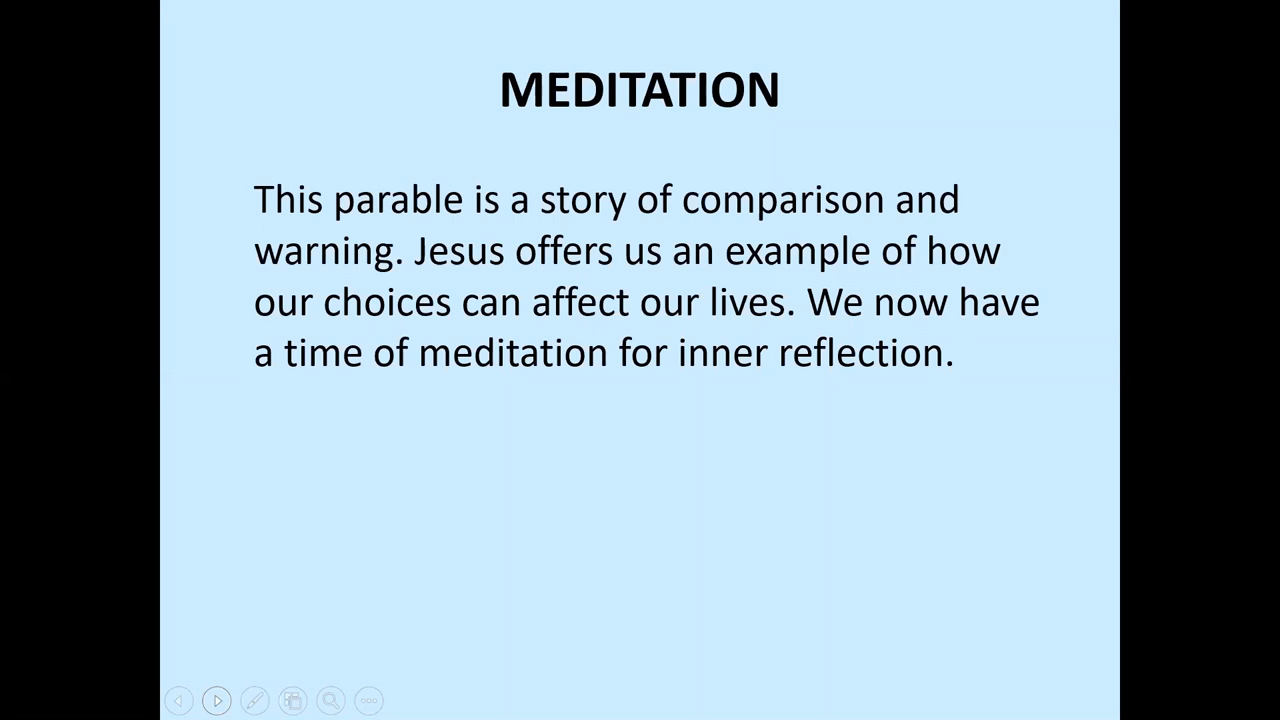 MEDITATION
This parable is a story of comparison and
warning. Jesus offers us an example of how
our choices can affect our lives. We now have
a time of meditation for inner reflection.